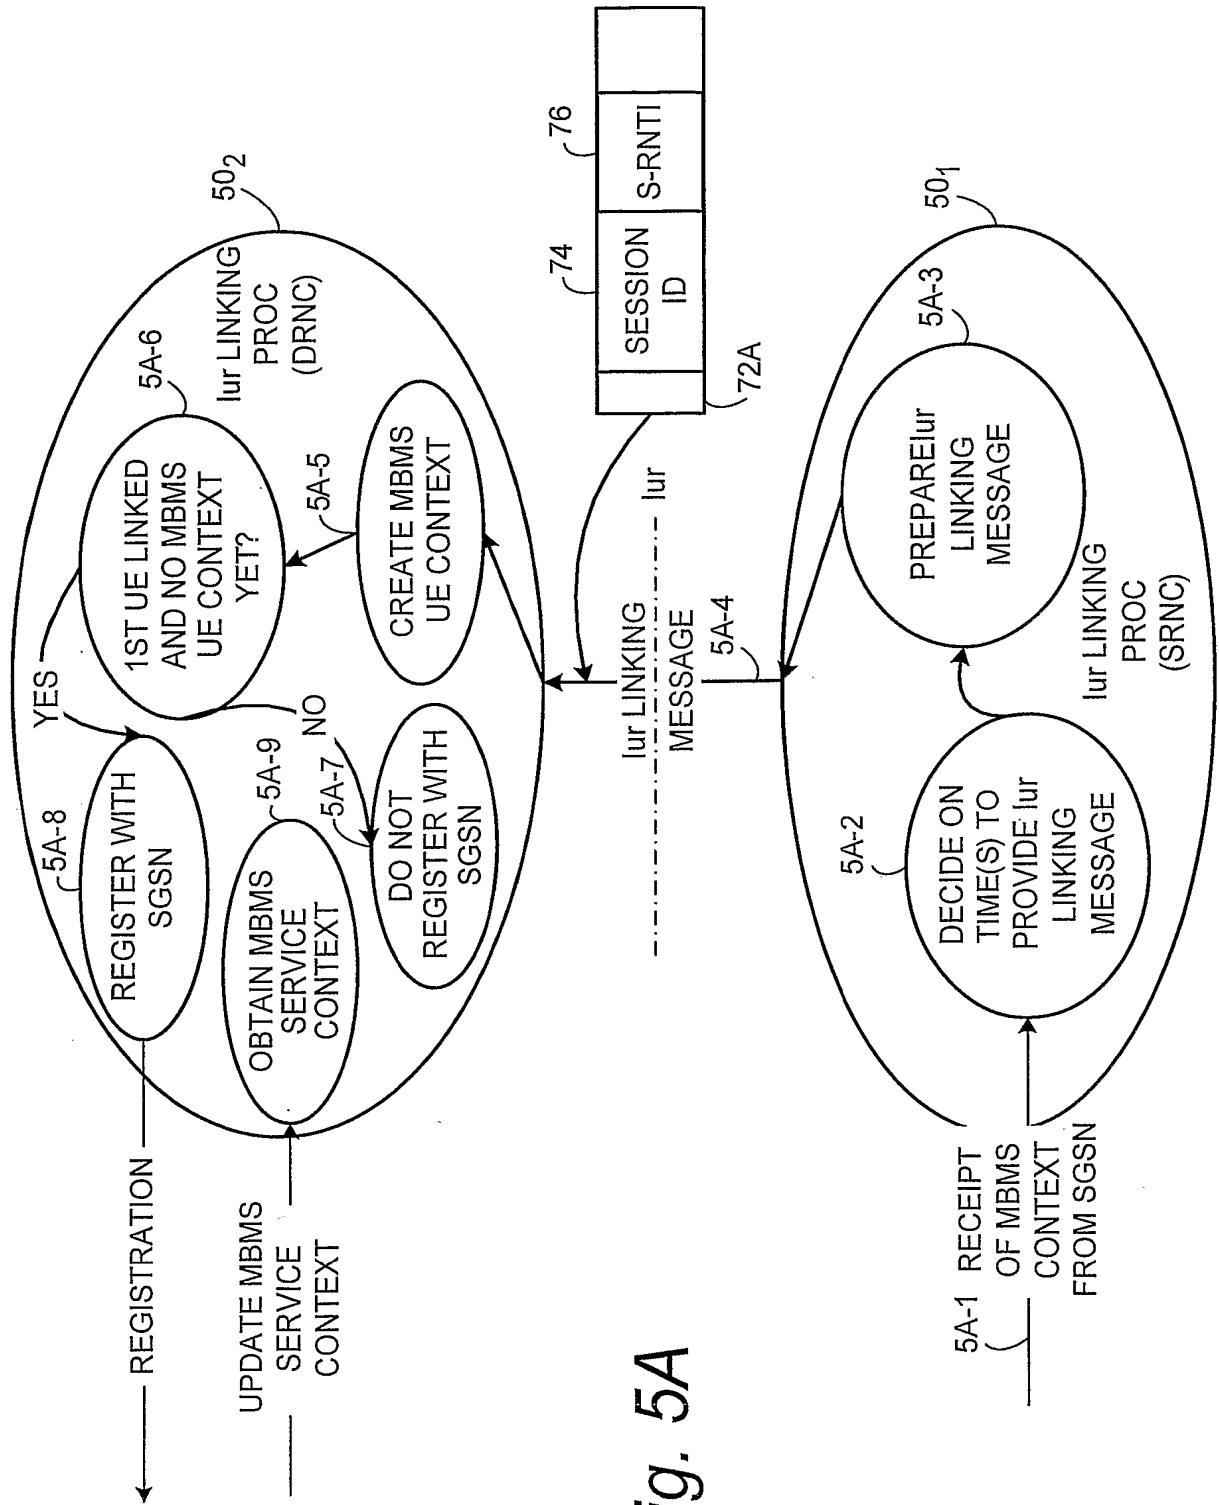 REGISTRATION
UPDATE MBMS
SERVICE
CONTEXT
5A-8
REGISTER WITH
SGSN
YES
5A-6
1ST UE LINKED
AND NO MBMS
UE CONTEXT
YET?
50₂
Iur LINKING
PROC
(DRNC)
5A-9
OBTAIN MBMS
SERVICE
CONTEXT
NO
5A-7
DO NOT
REGISTER WITH
SGSN
5A-5
CREATE MBMS
UE CONTEXT
Iur LINKING
MESSAGE
5A-4
Iur
74
76
SESSION
ID
S-RNTI
72A
5A-1
RECEIPT
OF MBMS
CONTEXT
FROM SGSN
5A-2
DECIDE ON
TIME(S) TO
PROVIDE Iur
LINKING
MESSAGE
5A-3
PREPAREIur
LINKING
MESSAGE
50₁
Iur LINKING
PROC
(SRNC)
ig. 5A